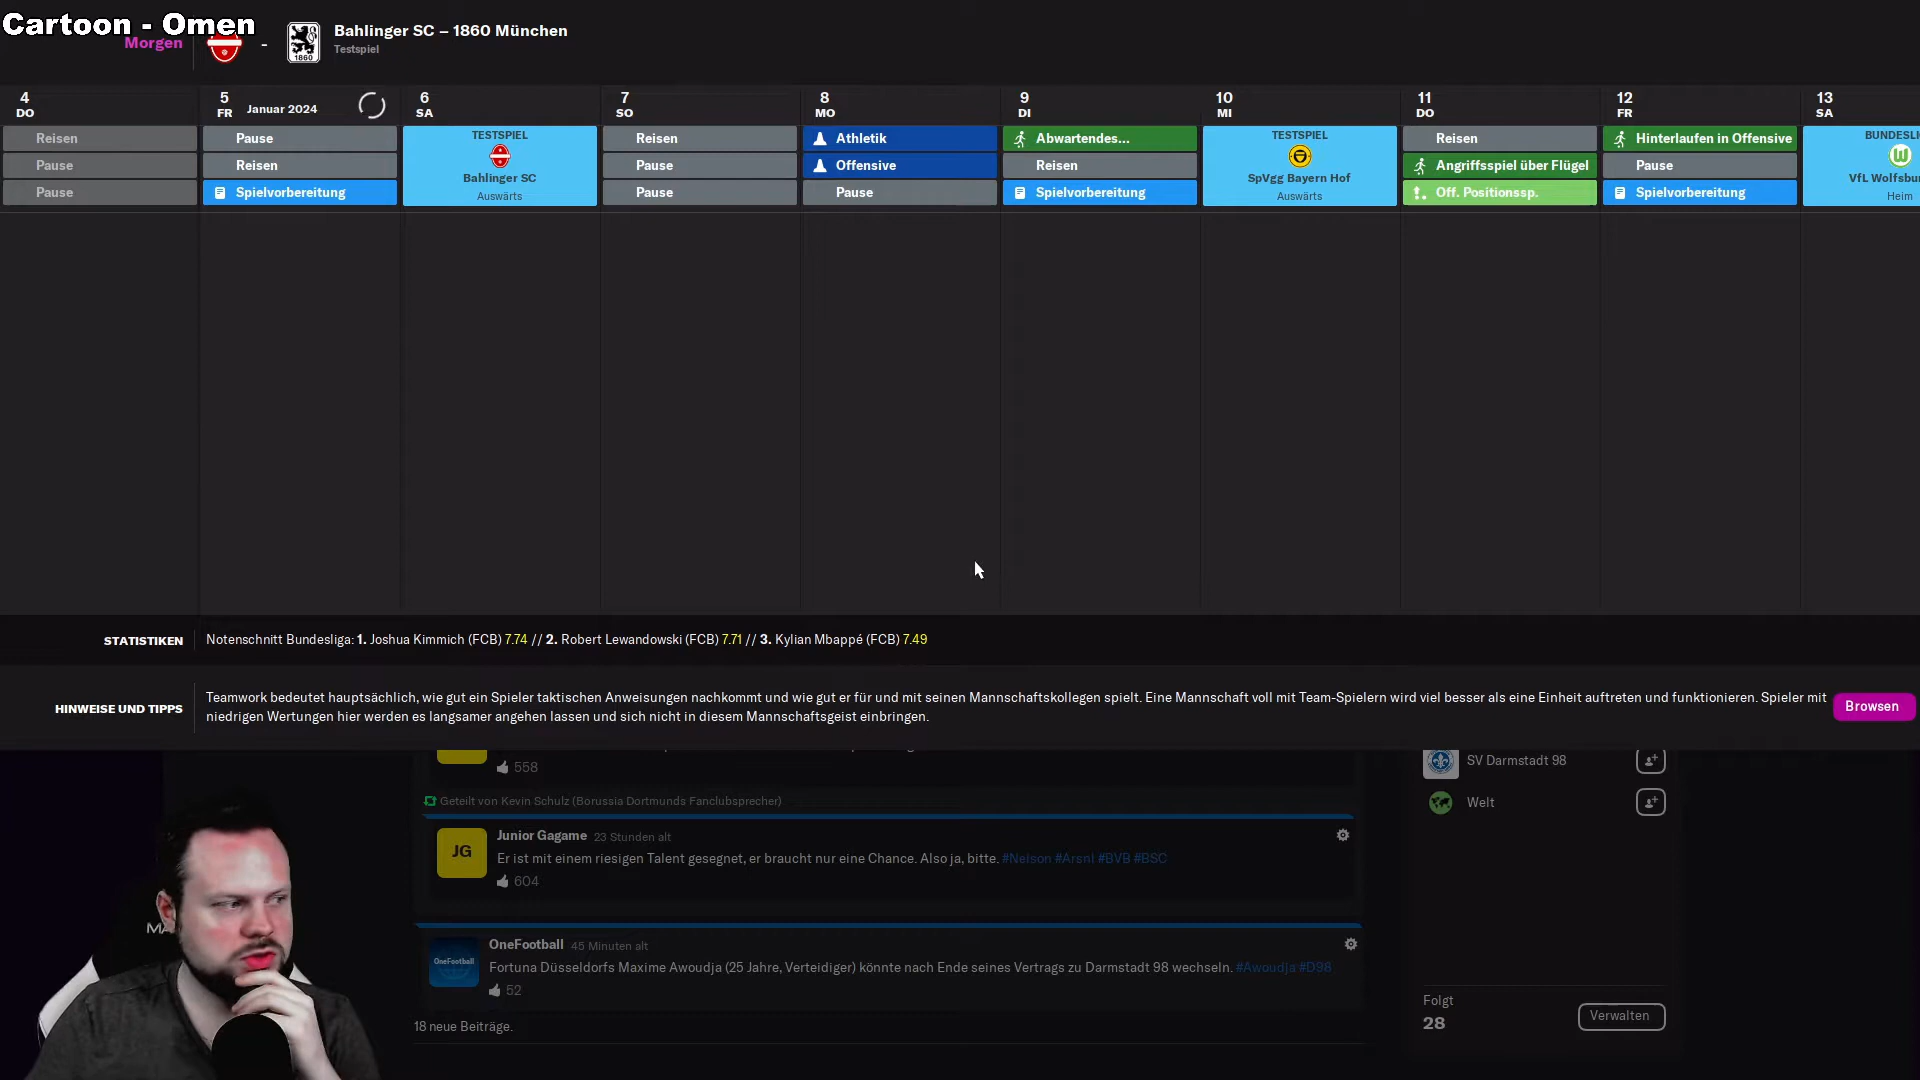 Cartoon - Omen
Morgen
-
1860
Bahlinger SC – 1860 München
Testspiel
4
DO
5
FR
Januar 2024
6
SA
7
SO
8
MO
9
DI
10
MI
11
DO
12
FR
13
SA
Reisen
Pause
Pause
Pause
Reisen
Spielvorbereitung
TESTSPIEL
Bahlinger SC
Auswärts
Reisen
Pause
Pause
Athletik
Offensive
Pause
Abwartendes...
Reisen
Spielvorbereitung
TESTSPIEL
SpVgg Bayern Hof
Auswärts
Reisen
Angriffsspiel über Flügel
Off. Positionssp.
Hinterlaufen in Offensive
Pause
Spielvorbereitung
BUNDESLI
VfL Wolfsbur
Heim
STATISTIKEN
Notenschnitt Bundesliga: 1. Joshua Kimmich (FCB) 7.74 // 2. Robert Lewandowski (FCB) 7.71 // 3. Kylian Mbappé (FCB) 7.49
HINWEISE UND TIPPS
Teamwork bedeutet hauptsächlich, wie gut ein Spieler taktischen Anweisungen nachkommt und wie gut er für und mit seinen Mannschaftskollegen spielt. Eine Mannschaft voll mit Team-Spielern wird viel besser als eine Einheit auftreten und funktionieren. Spieler mit
niedrigen Wertungen hier werden es langsamer angehen lassen und sich nicht in diesem Mannschaftsgeist einbringen.
Browsen
558
SV Darmstadt 98
Geteilt von Kevin Schulz (Borussia Dortmunds Fanclubsprecher)
Welt
JG
Junior Gagame 23 Stunden alt
Er ist mit einem riesigen Talent gesegnet, er braucht nur eine Chance. Also ja, bitte. #Nelson #Arsnl #BVB #BSC
604
OneFootball
OneFootball 45 Minuten alt
Fortuna Düsseldorfs Maxime Awoudja (25 Jahre, Verteidiger) könnte nach Ende seines Vertrags zu Darmstadt 98 wechseln. #Awoudja #D98
52
18 neue Beiträge.
Folgt
28
Verwalten